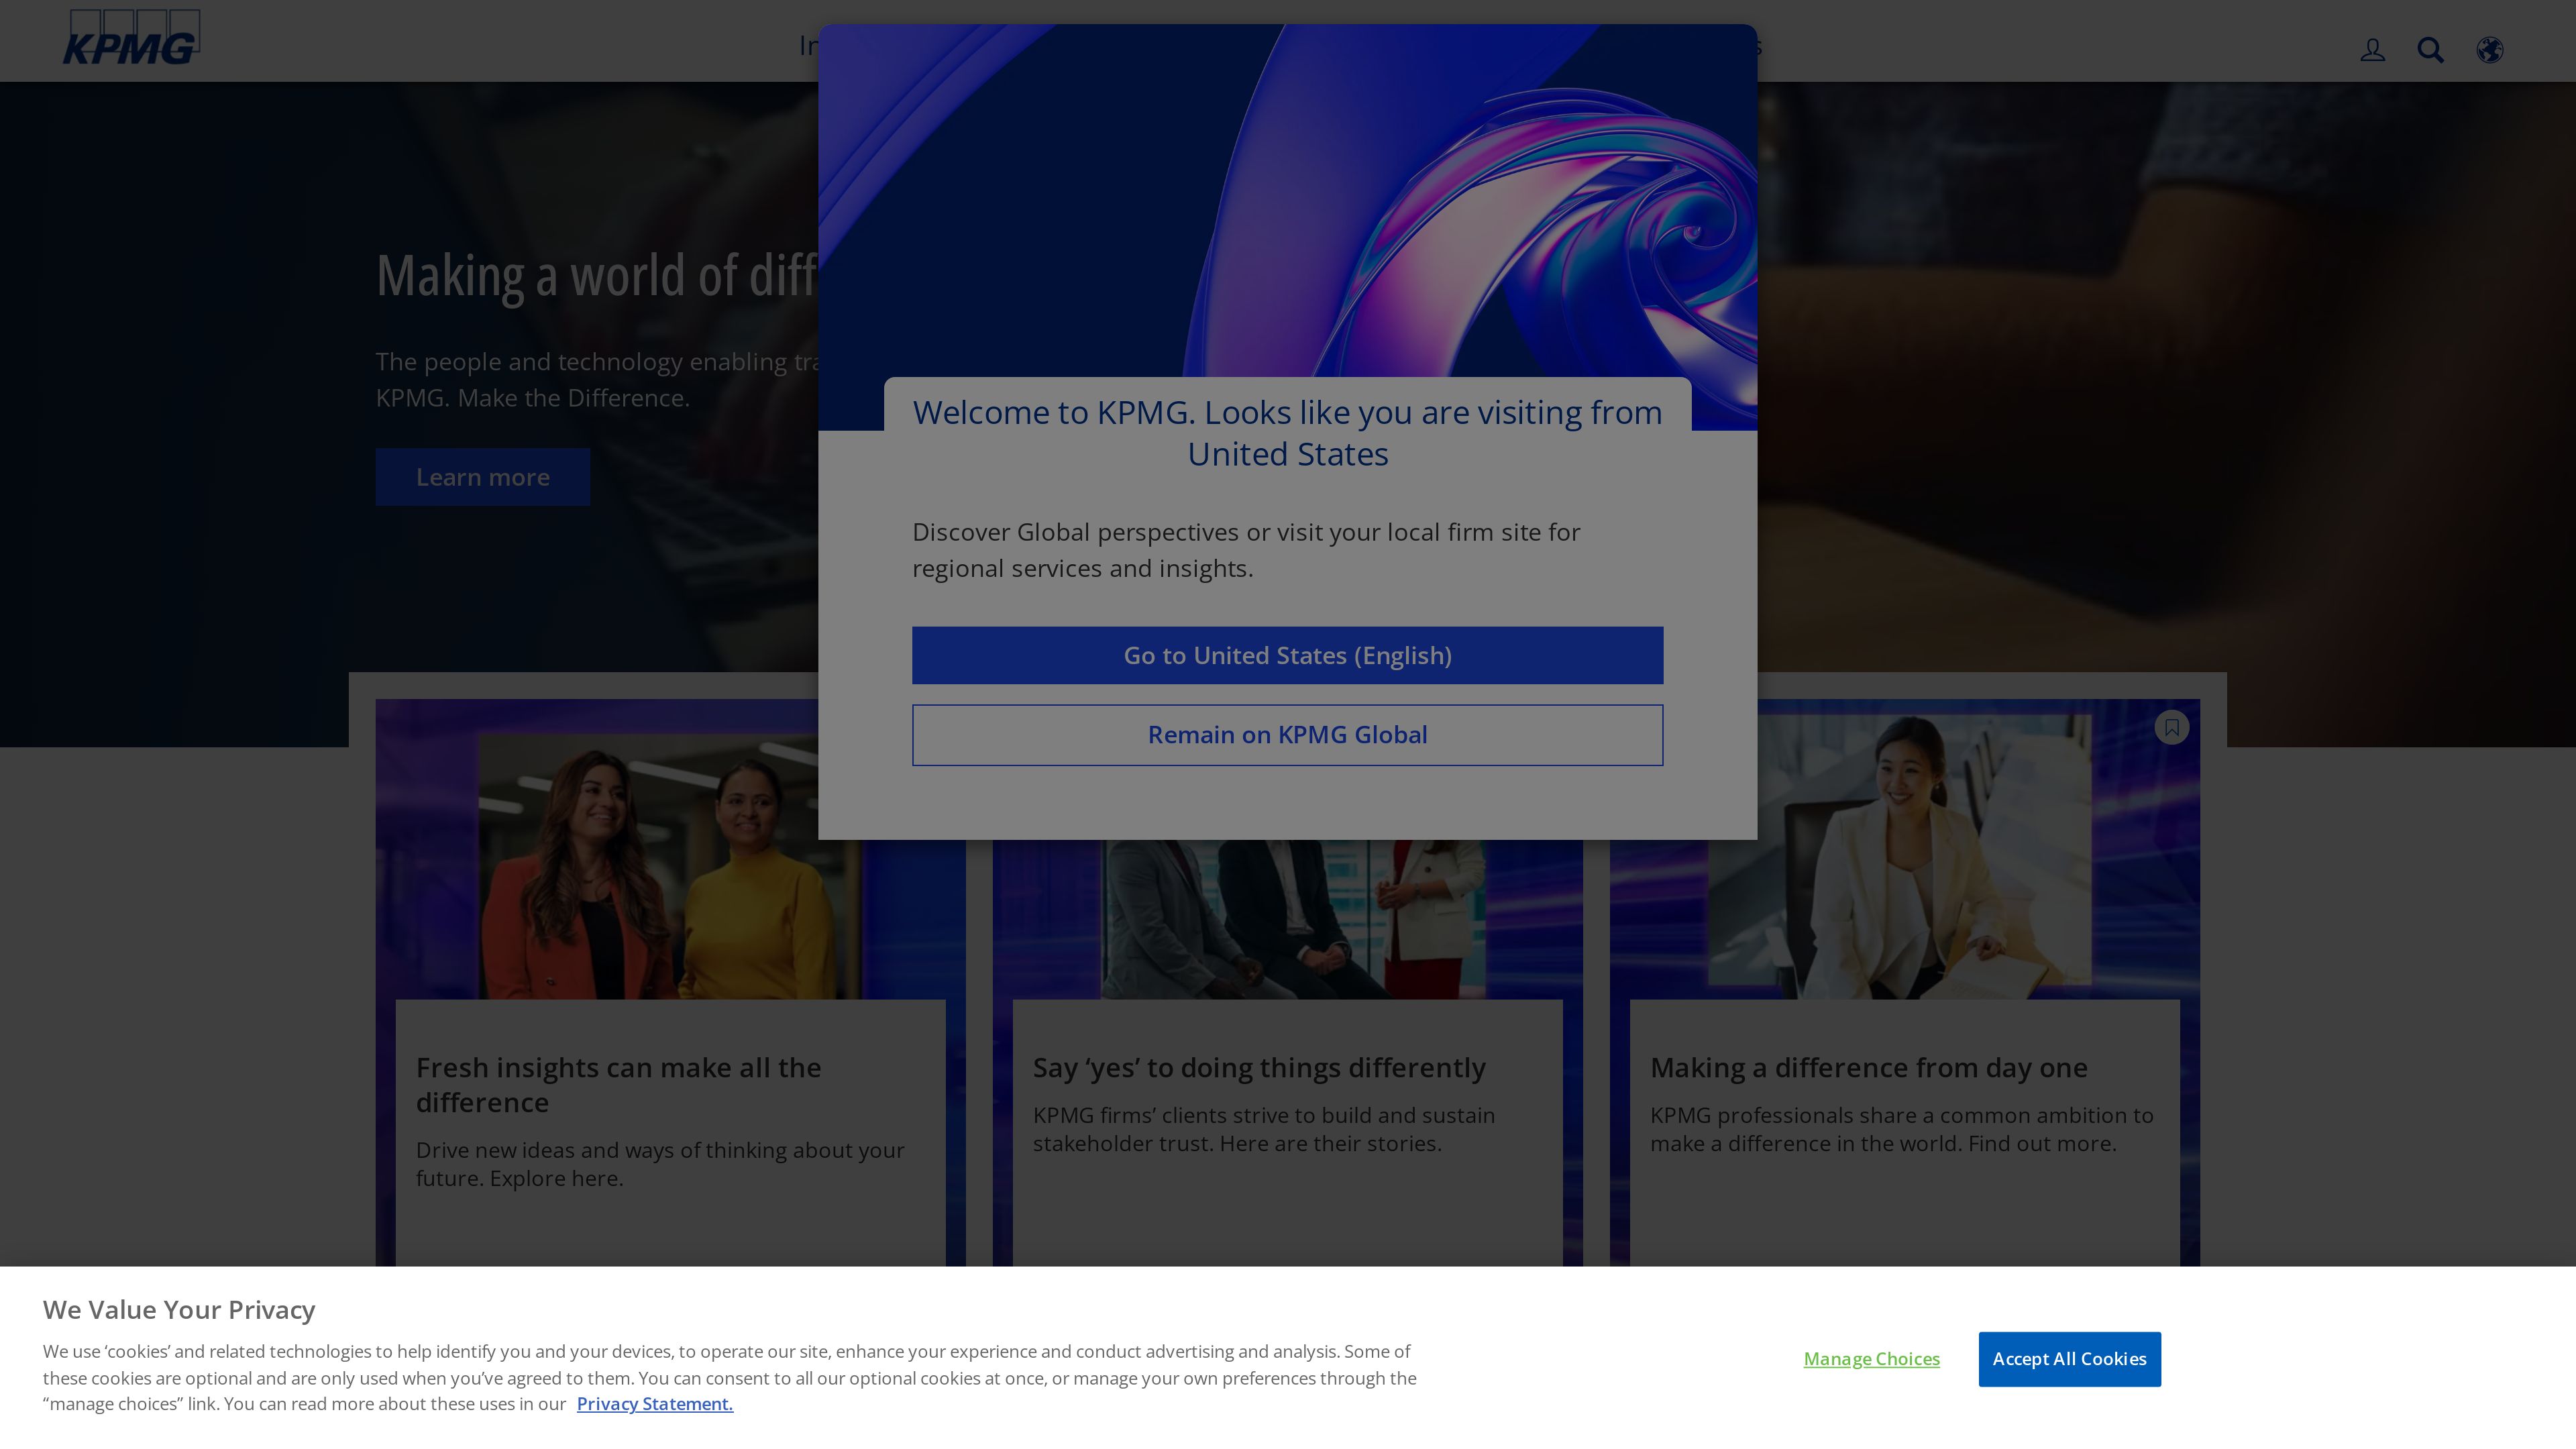 KPMG
Making a world of diff
The people and technology enabling tra
KPMG. Make the Difference.
Learn more
Welcome to KPMG. Looks like you are visiting from
United States
Discover Global perspectives or visit your local firm site for
regional services and insights.
Go to United States (English)
Remain on KPMG Global
Fresh insights can make all the
difference
Drive new ideas and ways of thinking about your
future. Explore here.
Say ‘yes’ to doing things differently
KPMG firms’ clients strive to build and sustain
stakeholder trust. Here are their stories.
Making a difference from day one
KPMG professionals share a common ambition to
make a difference in the world. Find out more.
We Value Your Privacy
We use ‘cookies’ and related technologies to help identify you and your devices, to operate our site, enhance your experience and conduct advertising and analysis. Some of
these cookies are optional and are only used when you’ve agreed to them. You can consent to all our optional cookies at once, or manage your own preferences through the
“manage choices” link. You can read more about these uses in our Privacy Statement.
Manage Choices
Accept All Cookies